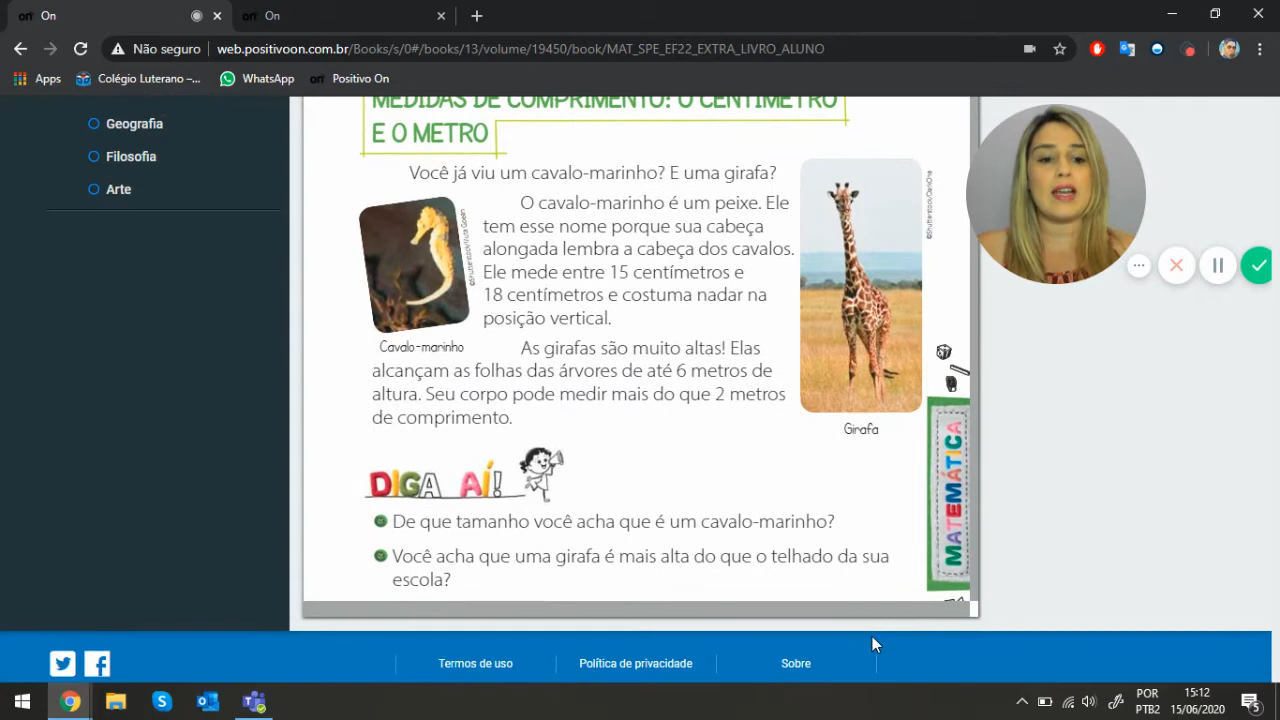 On
On
Não seguro
web.positivoon.com.br/Books/s/0#/books/13/volume/19450/book/MAT_SPE_EF22_EXTRA_LIVRO_ALUNO
Apps
Colégio Luterano –...
WhatsApp
Positivo On
Geografia
Filosofia
Arte
MEDIDAS DE COMPRIMENTO: O CENTÍMETRO
E O METRO
Você já viu um cavalo-marinho? E uma girafa?
O cavalo-marinho é um peixe. Ele
tem esse nome porque sua cabeça
alongada lembra a cabeça dos cavalos.
Ele mede entre 15 centímetros e
18 centímetros e costuma nadar na
posição vertical.
Cavalo-marinho
As girafas são muito altas! Elas
alcançam as folhas das árvores de até 6 metros de
altura. Seu corpo pode medir mais do que 2 metros
de comprimento.
Girafa
MATEMÁTICA
DIGA AÍ!
De que tamanho você acha que é um cavalo-marinho?
Você acha que uma girafa é mais alta do que o telhado da sua
escola?
Termos de uso
Política de privacidade
Sobre
POR
PTB2
15:12
15/06/2020
5